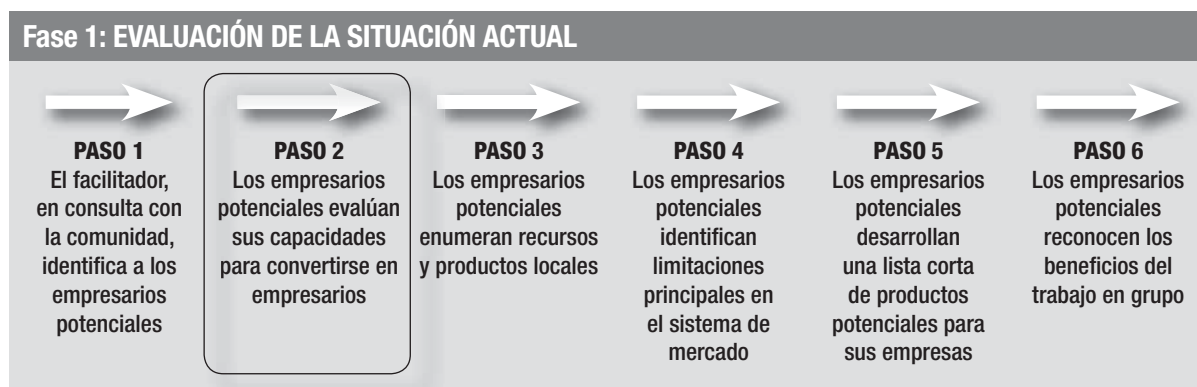 Fase 1: EVALUACIÓN DE LA SITUACIÓN ACTUAL
PASO 1
El facilitador,
en consulta con
la comunidad,
identifica a los
empresarios
potenciales
PASO 2
Los empresarios
potenciales evalúan
sus capacidades
para convertirse en
empresarios
PASO 3
Los empresarios
potenciales
enumeran recursos
y productos locales
PASO 4
Los empresarios
potenciales
identifican
limitaciones
principales en
el sistema de
mercado
PASO 5
Los empresarios
potenciales
desarrollan
una lista corta
de productos
potenciales para
sus empresas
PASO 6
Los empresarios
potenciales
reconocen los
beneficios del
trabajo en grupo